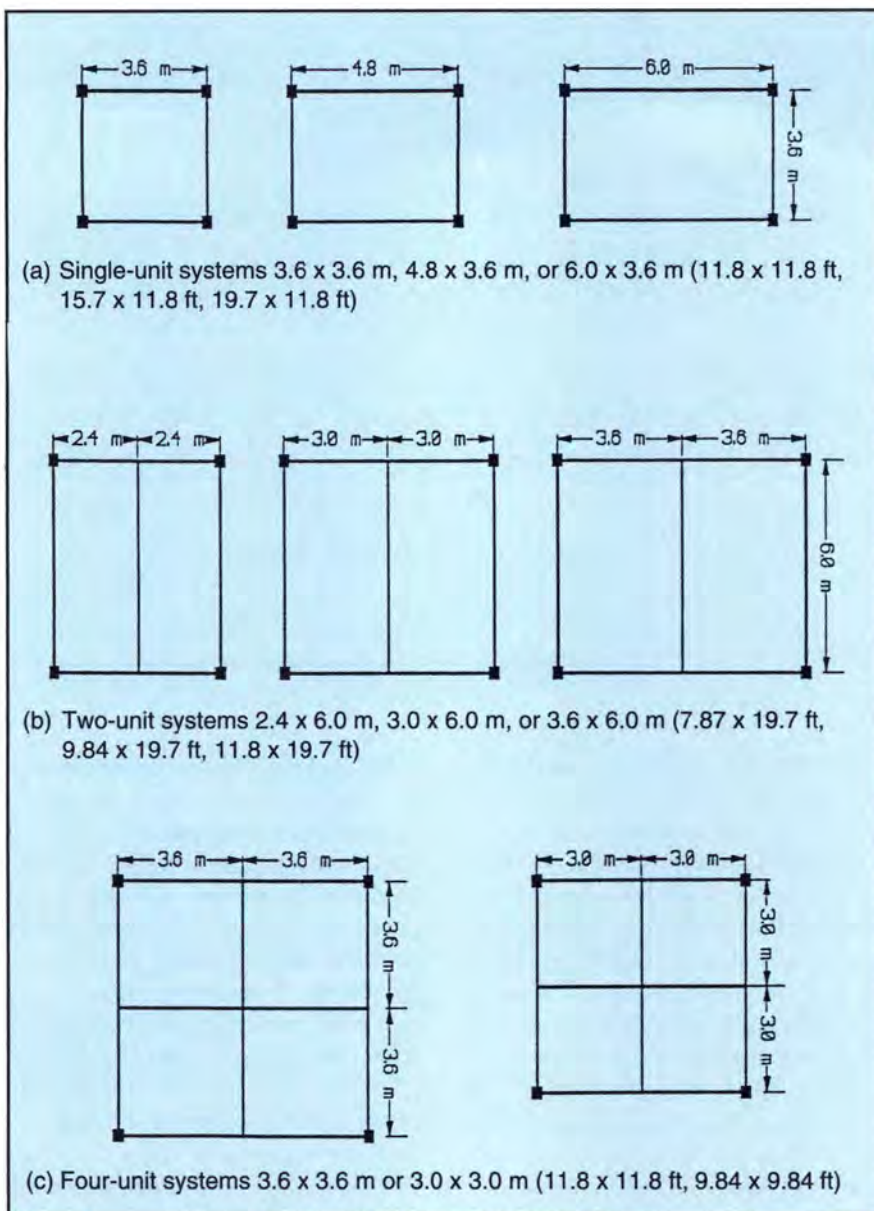 3.6 m
4.8 m
6.0 m
3.6 m
(a) Single-unit systems 3.6 x 3.6 m, 4.8 x 3.6 m, or 6.0 x 3.6 m (11.8 x 11.8 ft,
15.7 x 11.8 ft, 19.7 x 11.8 ft)
2.4 m 2.4 m
3.0 m 3.0 m
3.6 m 3.6 m
6.0 m
(b) Two-unit systems 2.4 x 6.0 m, 3.0 x 6.0 m, or 3.6 x 6.0 m (7.87 x 19.7 ft,
9.84 x 19.7 ft, 11.8 x 19.7 ft)
3.6 m 3.6 m
3.6 m
3.6 m
3.0 m 3.0 m
3.0 m
3.0 m
(c) Four-unit systems 3.6 x 3.6 m or 3.0 x 3.0 m (11.8 x 11.8 ft, 9.84 x 9.84 ft)